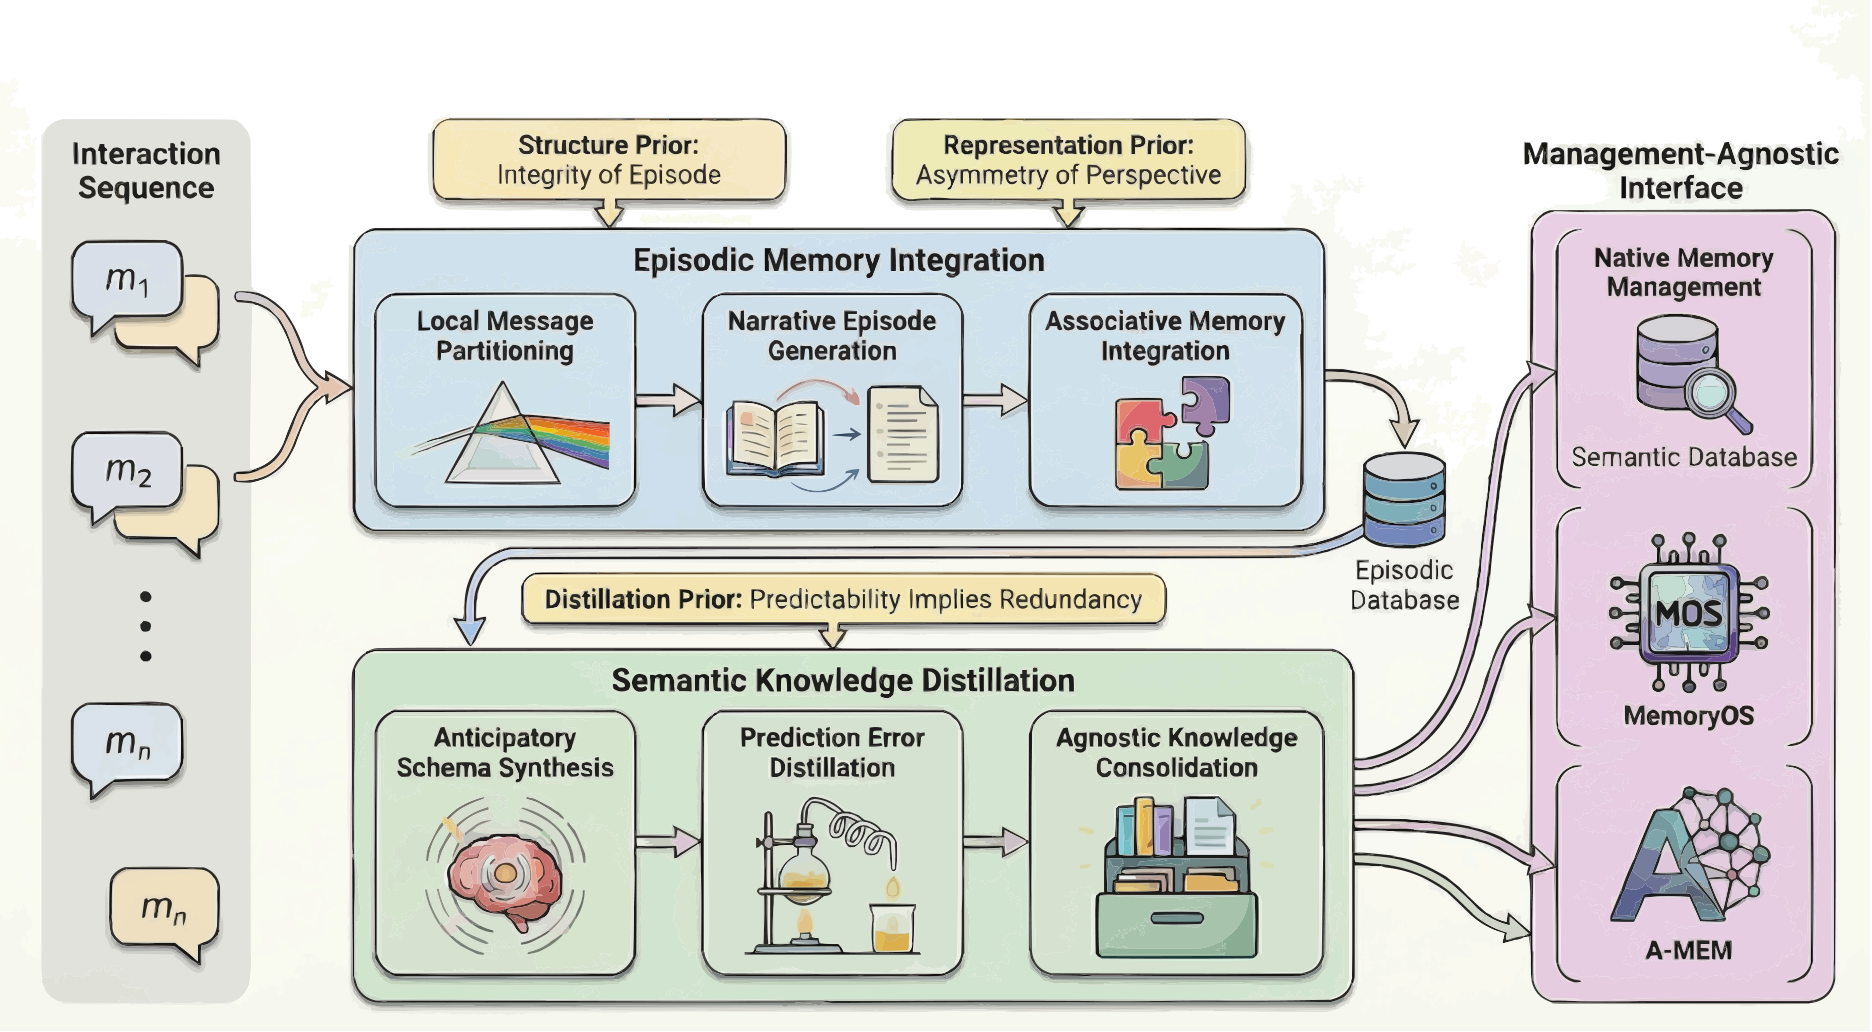 Interaction
Sequence
m1
m2
mn
mn
Structure Prior:
Integrity of Episode
Representation Prior:
Asymmetry of Perspective
Episodic Memory Integration
Local Message
Partitioning
Narrative Episode
Generation
Associative Memory
Integration
Episodic
Database
Distillation Prior: Predictability Implies Redundancy
Semantic Knowledge Distillation
Anticipatory
Schema Synthesis
Prediction Error
Distillation
Agnostic Knowledge
Consolidation
Management-Agnostic
Interface
Native Memory
Management
Semantic Database
MOS
MemoryOS
A
A-MEM